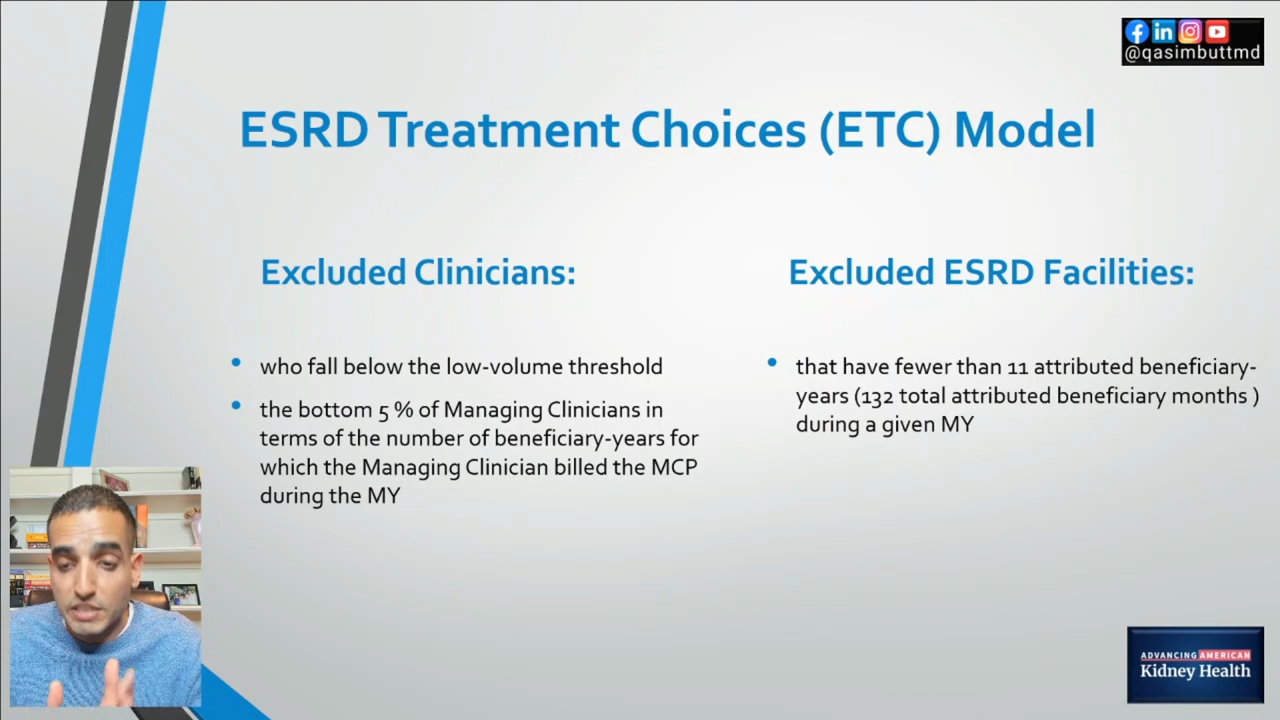 @qasimbuttmd
ESRD Treatment Choices (ETC) Model
Excluded Clinicians:
who fall below the low-volume threshold
the bottom 5 % of Managing Clinicians in
terms of the number of beneficiary-years for
which the Managing Clinician billed the MCP
during the MY
Excluded ESRD Facilities:
that have fewer than 11 attributed beneficiary-
years (132 total attributed beneficiary months )
during a given MY
ADVANCING AMERICAN
Kidney Health